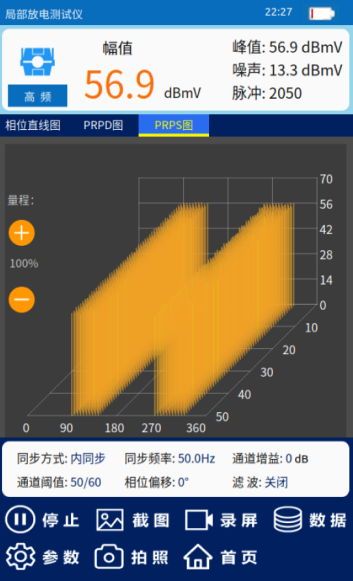 局部放电测试仪 22:27
幅值
56.9 dBmV
高 频
峰值: 56.9 dBmV
噪声: 13.3 dBmV
脉冲: 2050
相位直线图 PRPD图 PRPS图
量程:
100%
70
56
42
28
14
0
10
20
30
40
50
0 90 180 270 360
同步方式: 内同步 同步频率: 50.0Hz 通道增益: 0 dB
通道阈值: 50/60 相位偏移: 0° 滤 波: 关闭
停止 截图 录屏 数据
参数 拍照 首页